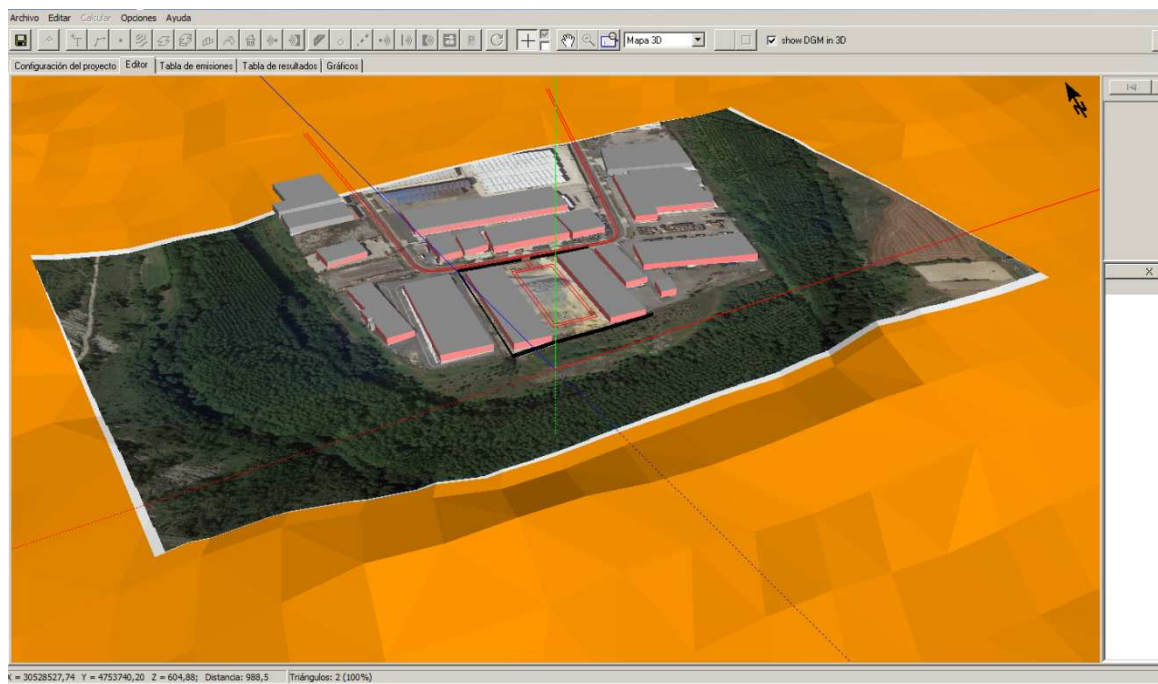 Archivo Editar Calcular Opciones Ayuda
Mapa 3D show DGM in 3D
Configuración del proyecto Editor Tabla de emisiones Tabla de resultados Gráficos
N
X = 30528527,74 Y = 4753740,20 Z = 604,88; Distancia: 988,5 Triángulos: 2 (100%)